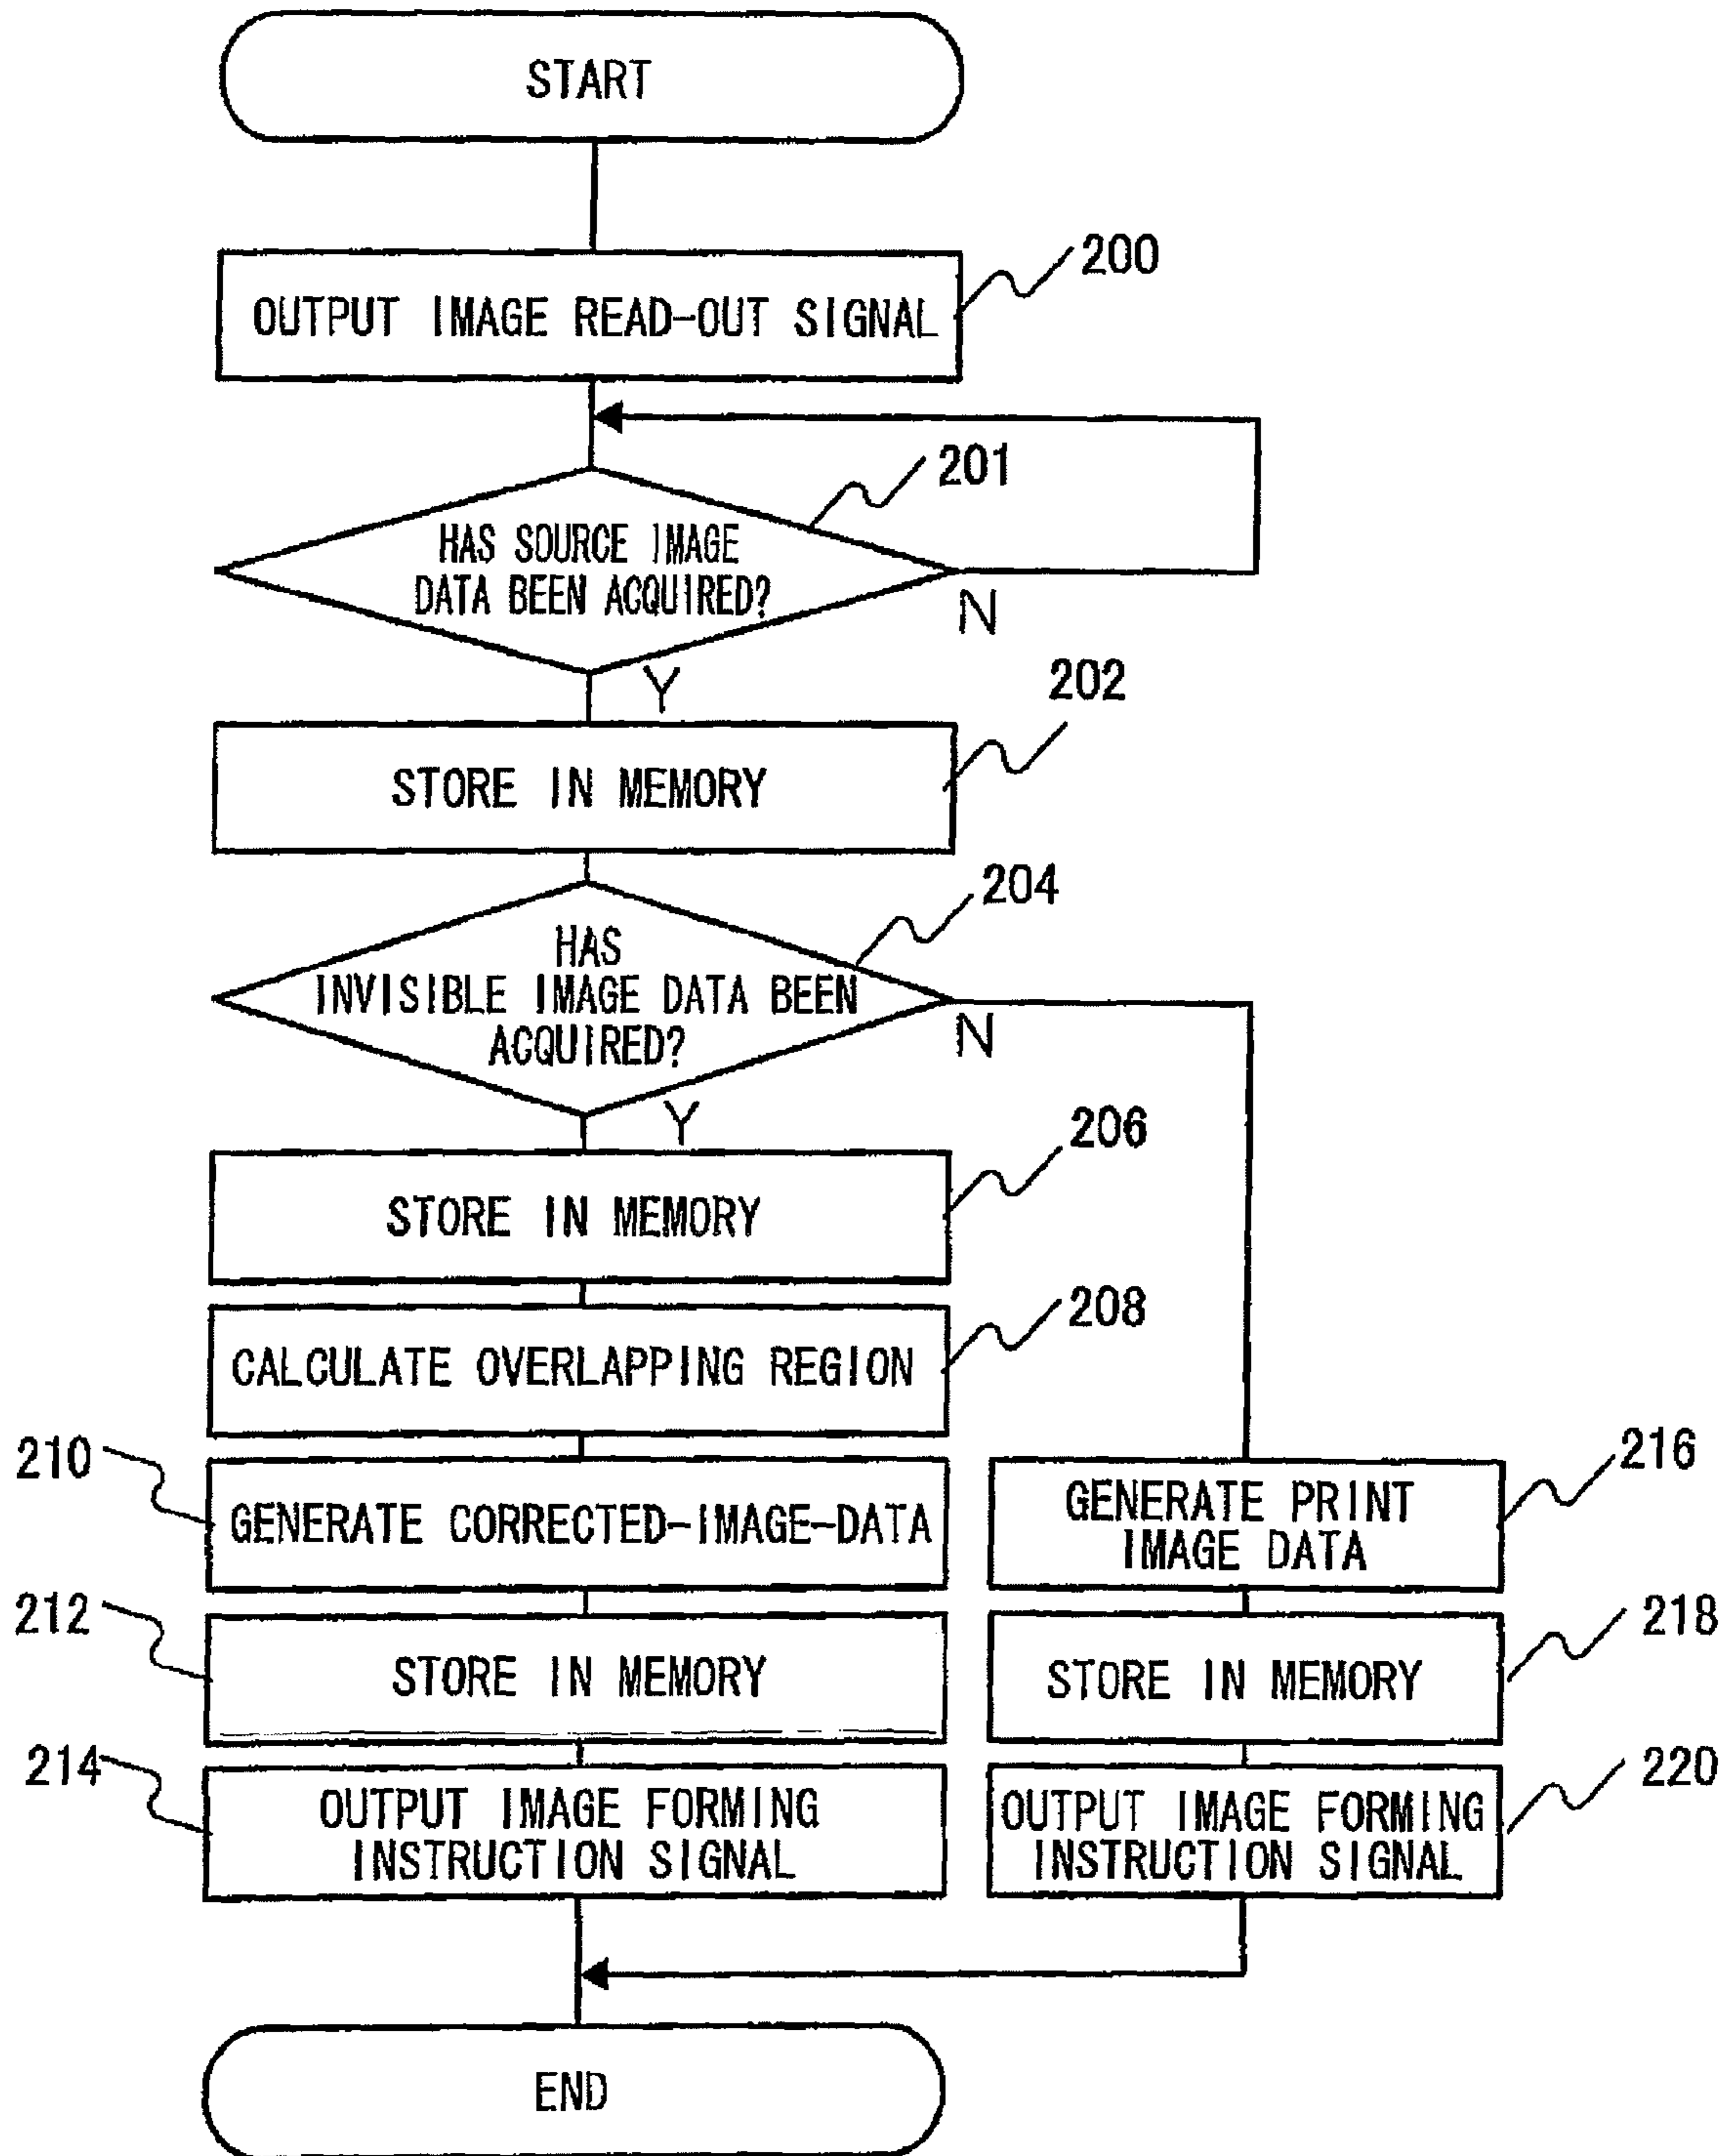 START
200
OUTPUT IMAGE READ-OUT SIGNAL
201
HAS SOURCE IMAGE
DATA BEEN ACQUIRED?
N
Y
202
STORE IN MEMORY
204
HAS
INVISIBLE IMAGE DATA BEEN
ACQUIRED?
N
Y
206
STORE IN MEMORY
208
CALCULATE OVERLAPPING REGION
210
GENERATE CORRECTED-IMAGE-DATA
216
GENERATE PRINT
IMAGE DATA
212
STORE IN MEMORY
218
STORE IN MEMORY
214
OUTPUT IMAGE FORMING
INSTRUCTION SIGNAL
220
OUTPUT IMAGE FORMING
INSTRUCTION SIGNAL
END